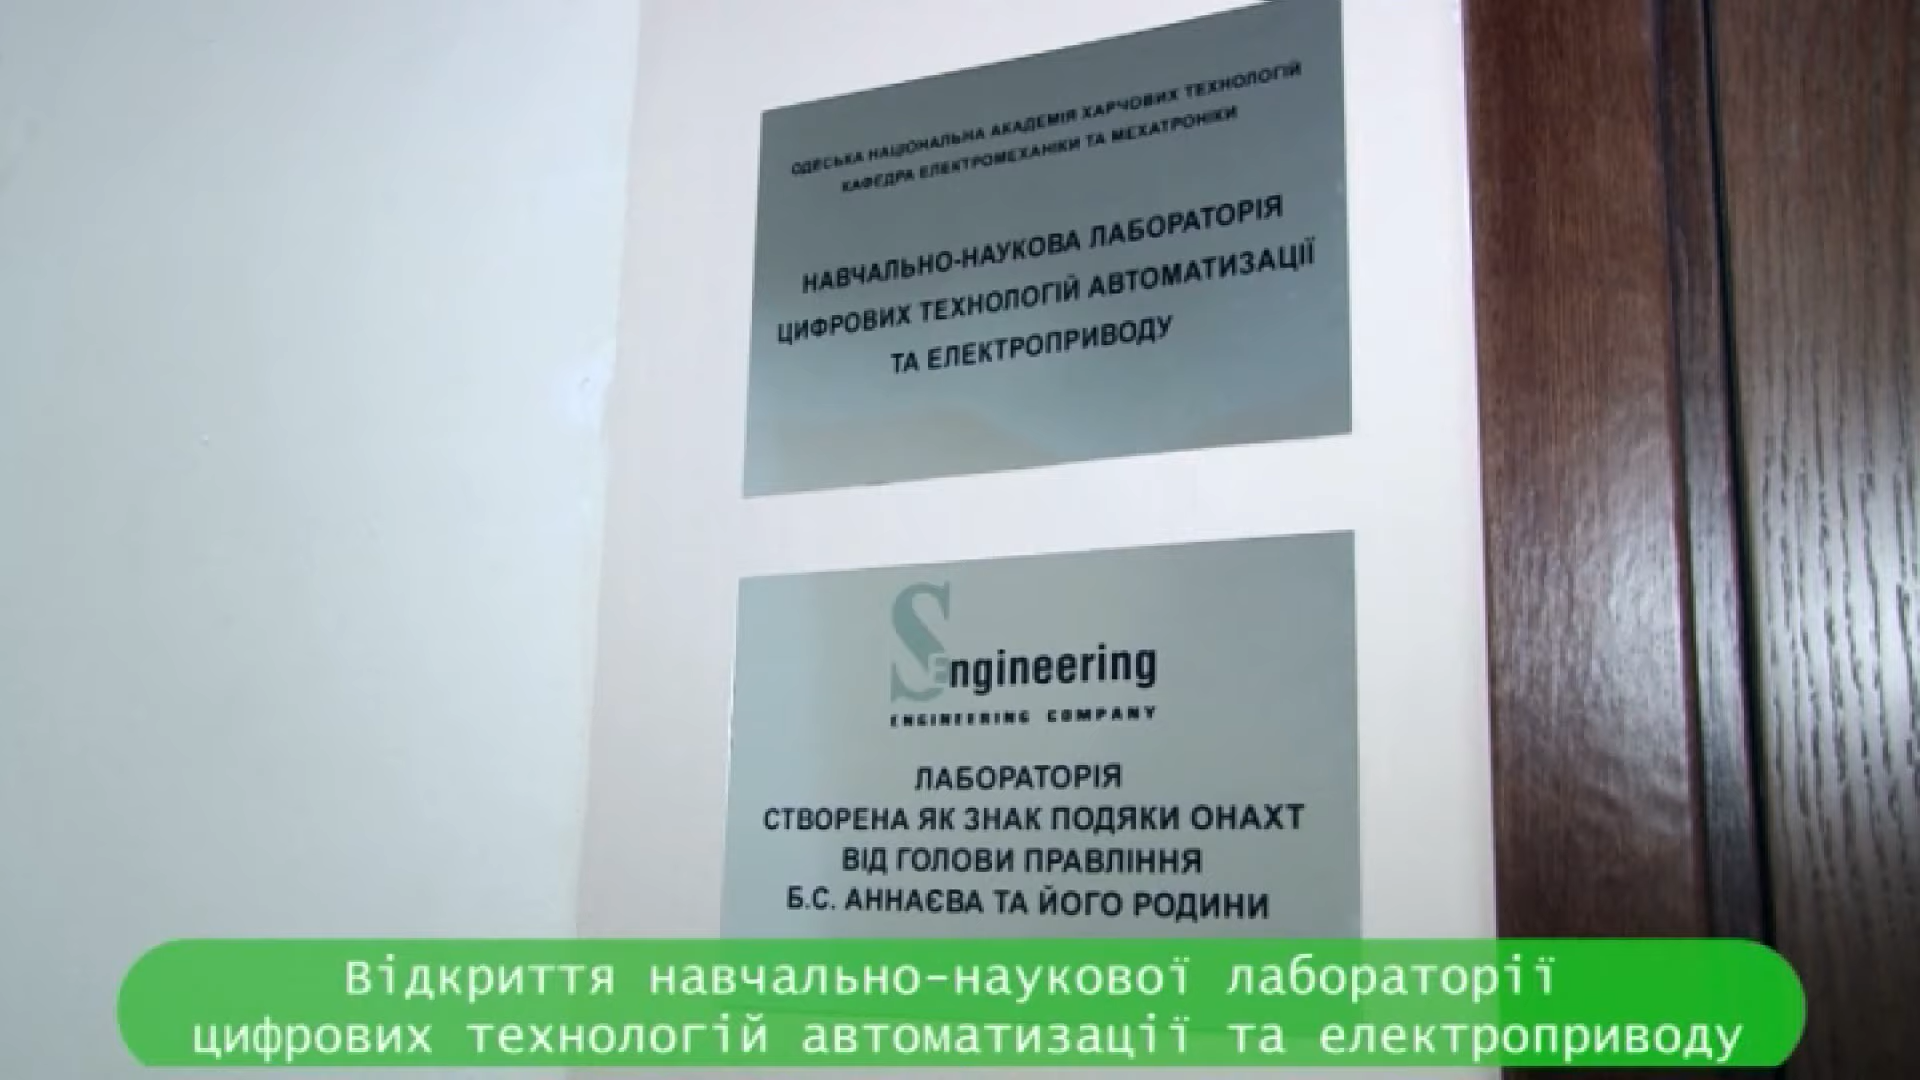 ОДЕСЬКА НАЦІОНАЛЬНА АКАДЕМІЯ ХАРЧОВИХ ТЕХНОЛОГІЙ
КАФЕДРА ЕЛЕКТРОМЕХАНІКИ ТА МЕХАТРОНІКИ
НАВЧАЛЬНО-НАУКОВА ЛАБОРАТОРІЯ
ЦИФРОВИХ ТЕХНОЛОГІЙ АВТОМАТИЗАЦІЇ
ТА ЕЛЕКТРОПРИВОДУ
SEngineering
ENGINEERING COMPANY
ЛАБОРАТОРІЯ
СТВОРЕНА ЯК ЗНАК ПОДЯКИ ОНАХТ
ВІД ГОЛОВИ ПРАВЛІННЯ
Б.С. АННАЄВА ТА ЙОГО РОДИНИ
Відкриття навчально-наукової лабораторії
цифрових технологій автоматизації та електроприводу